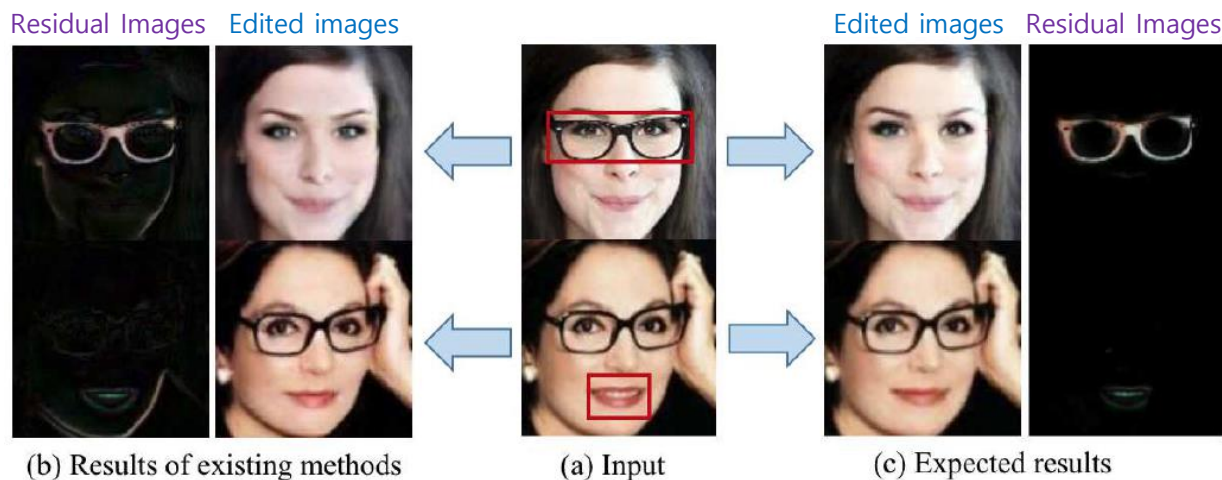 Residual Images Edited images Edited images Residual Images
(b) Results of existing methods (a) Input (c) Expected results